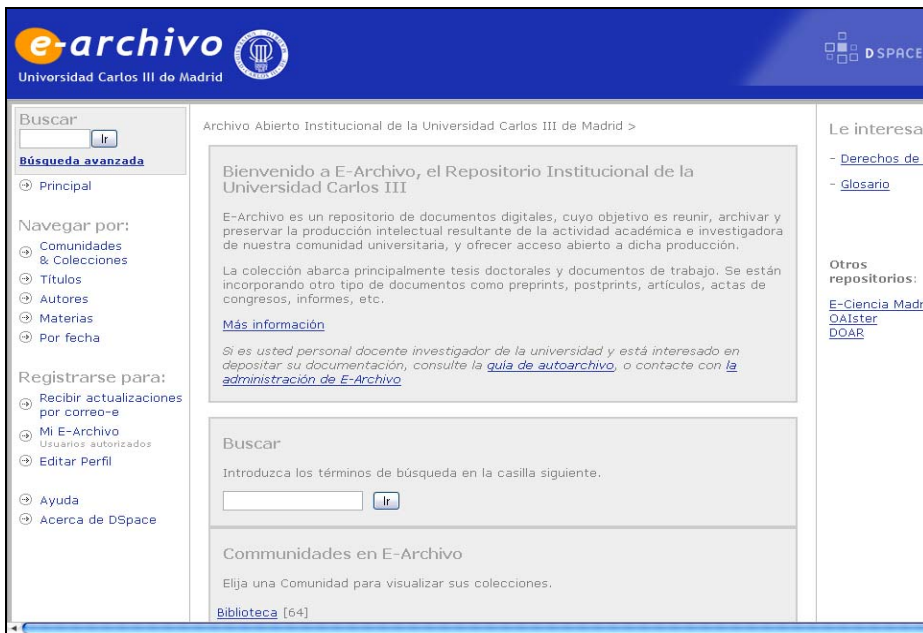 e-archivo
Universidad Carlos III de Madrid
DSPACE
Buscar
Ir
Búsqueda avanzada
Principal
Navegar por:
Comunidades
& Colecciones
Títulos
Autores
Materias
Por fecha
Registrarse para:
Recibir actualizaciones
por correo-e
Mi E-Archivo
Usuarios autorizados
Editar Perfil
Ayuda
Acerca de DSpace
Archivo Abierto Institucional de la Universidad Carlos III de Madrid >
Bienvenido a E-Archivo, el Repositorio Institucional de la
Universidad Carlos III
E-Archivo es un repositorio de documentos digitales, cuyo objetivo es reunir, archivar y
preservar la producción intelectual resultante de la actividad académica e investigadora
de nuestra comunidad universitaria, y ofrecer acceso abierto a dicha producción.
La colección abarca principalmente tesis doctorales y documentos de trabajo. Se están
incorporando otro tipo de documentos como preprints, postprints, artículos, actas de
congresos, informes, etc.
Más información
Si es usted personal docente investigador de la universidad y está interesado en
depositar su documentación, consulte la guía de autoarchivo, o contacte con la
administración de E-Archivo
Buscar
Introduzca los términos de búsqueda en la casilla siguiente.
Ir
Communidades en E-Archivo
Elija una Comunidad para visualizar sus colecciones.
Biblioteca [64]
Le interesa
- Derechos de
- Glosario
Otros
repositorios:
E-Ciencia Madr
OAIster
DOAR